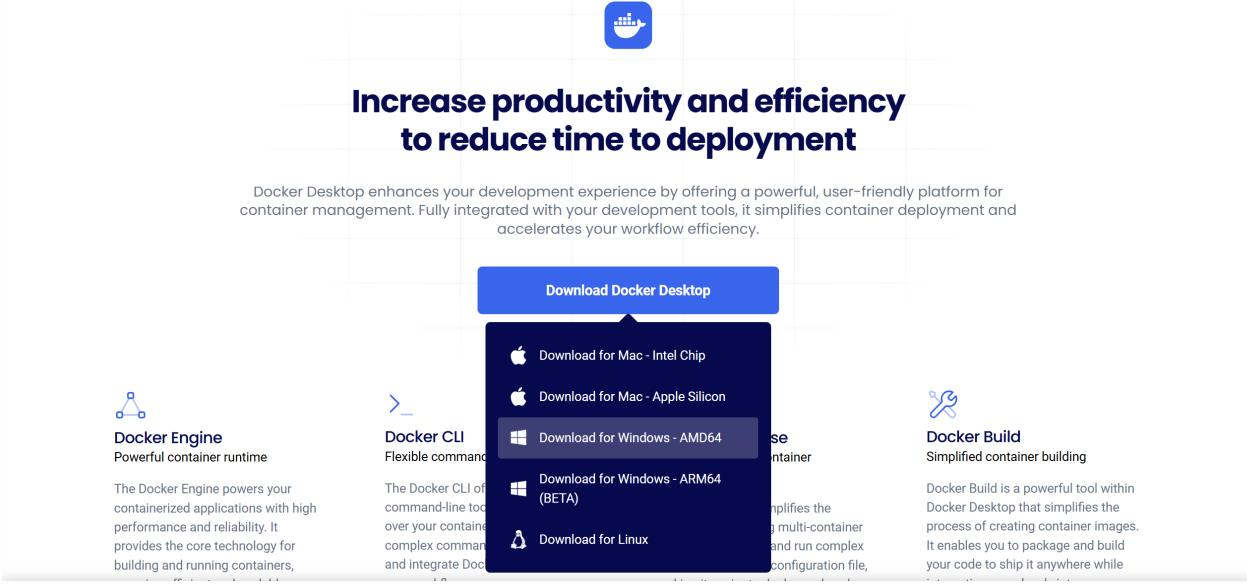 Increase productivity and efficiency
to reduce time to deployment
Docker Desktop enhances your development experience by offering a powerful, user-friendly platform for
container management. Fully integrated with your development tools, it simplifies container deployment and
accelerates your workflow efficiency.
Download Docker Desktop
Download for Mac - Intel Chip
Download for Mac - Apple Silicon
Download for Windows - AMD64
Download for Windows - ARM64
(BETA)
Download for Linux
Docker Engine
Powerful container runtime
The Docker Engine powers your
containerized applications with high
performance and reliability. It
provides the core technology for
building and running containers,
Docker CLI
Flexible command
The Docker CLI of
command-line too
over your containe
complex comman
and integrate Doc
se
ontainer
mplifies the
g multi-container
and run complex
configuration file,
Docker Build
Simplified container building
Docker Build is a powerful tool within
Docker Desktop that simplifies the
process of creating container images.
It enables you to package and build
your code to ship it anywhere while